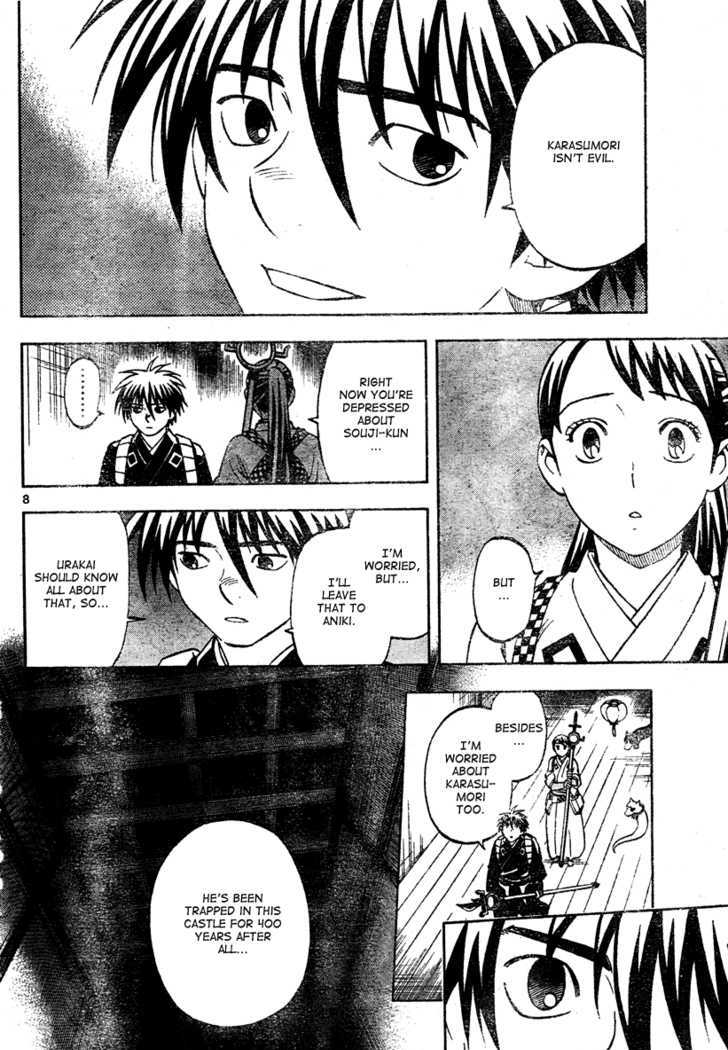 KARASUMORI
ISN'T EVIL.
BUT
...
RIGHT
NOW YOU'RE
DEPRESSED
ABOUT
SOUJI-KUN
...
........
8
I'M
WORRIED,
BUT...
I'LL
LEAVE
THAT TO
ANIKI.
URAKAI
SHOULD KNOW
ALL ABOUT
THAT, SO...
BESIDES
...
I'M
WORRIED
ABOUT
KARASU-
MORI
TOO.
HE'S BEEN
TRAPPED IN THIS
CASTLE FOR 400
YEARS AFTER
ALL...